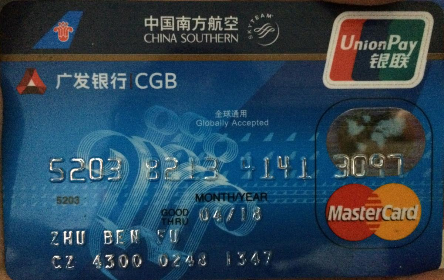 中国南方航空
CHINA SOUTHERN
SKYTEAM
UnionPay
银联
广发银行 CGB
全球通用
Globally Accepted
5203 8213 4141 3097
5203
MONTH/YEAR
GOOD THRU 04/18
ZHU BEN FU
CZ 4300 0248 1347
MasterCard